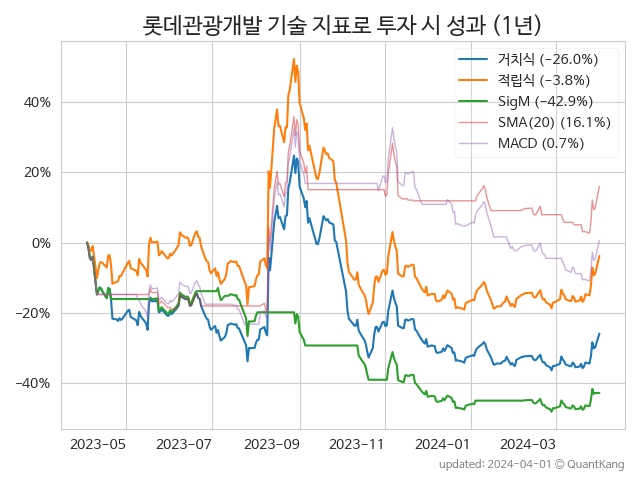 롯데관광개발 기술 지표로 투자 시 성과 (1년)
거치식 (−26.0%)
적립식 (−3.8%)
SigM (−42.9%)
SMA(20) (16.1%)
MACD (0.7%)
40%
20%
0%
−20%
−40%
2023-05 2023-07 2023-09 2023-11 2024-01 2024-03
updated: 2024-04-01 © QuantKang